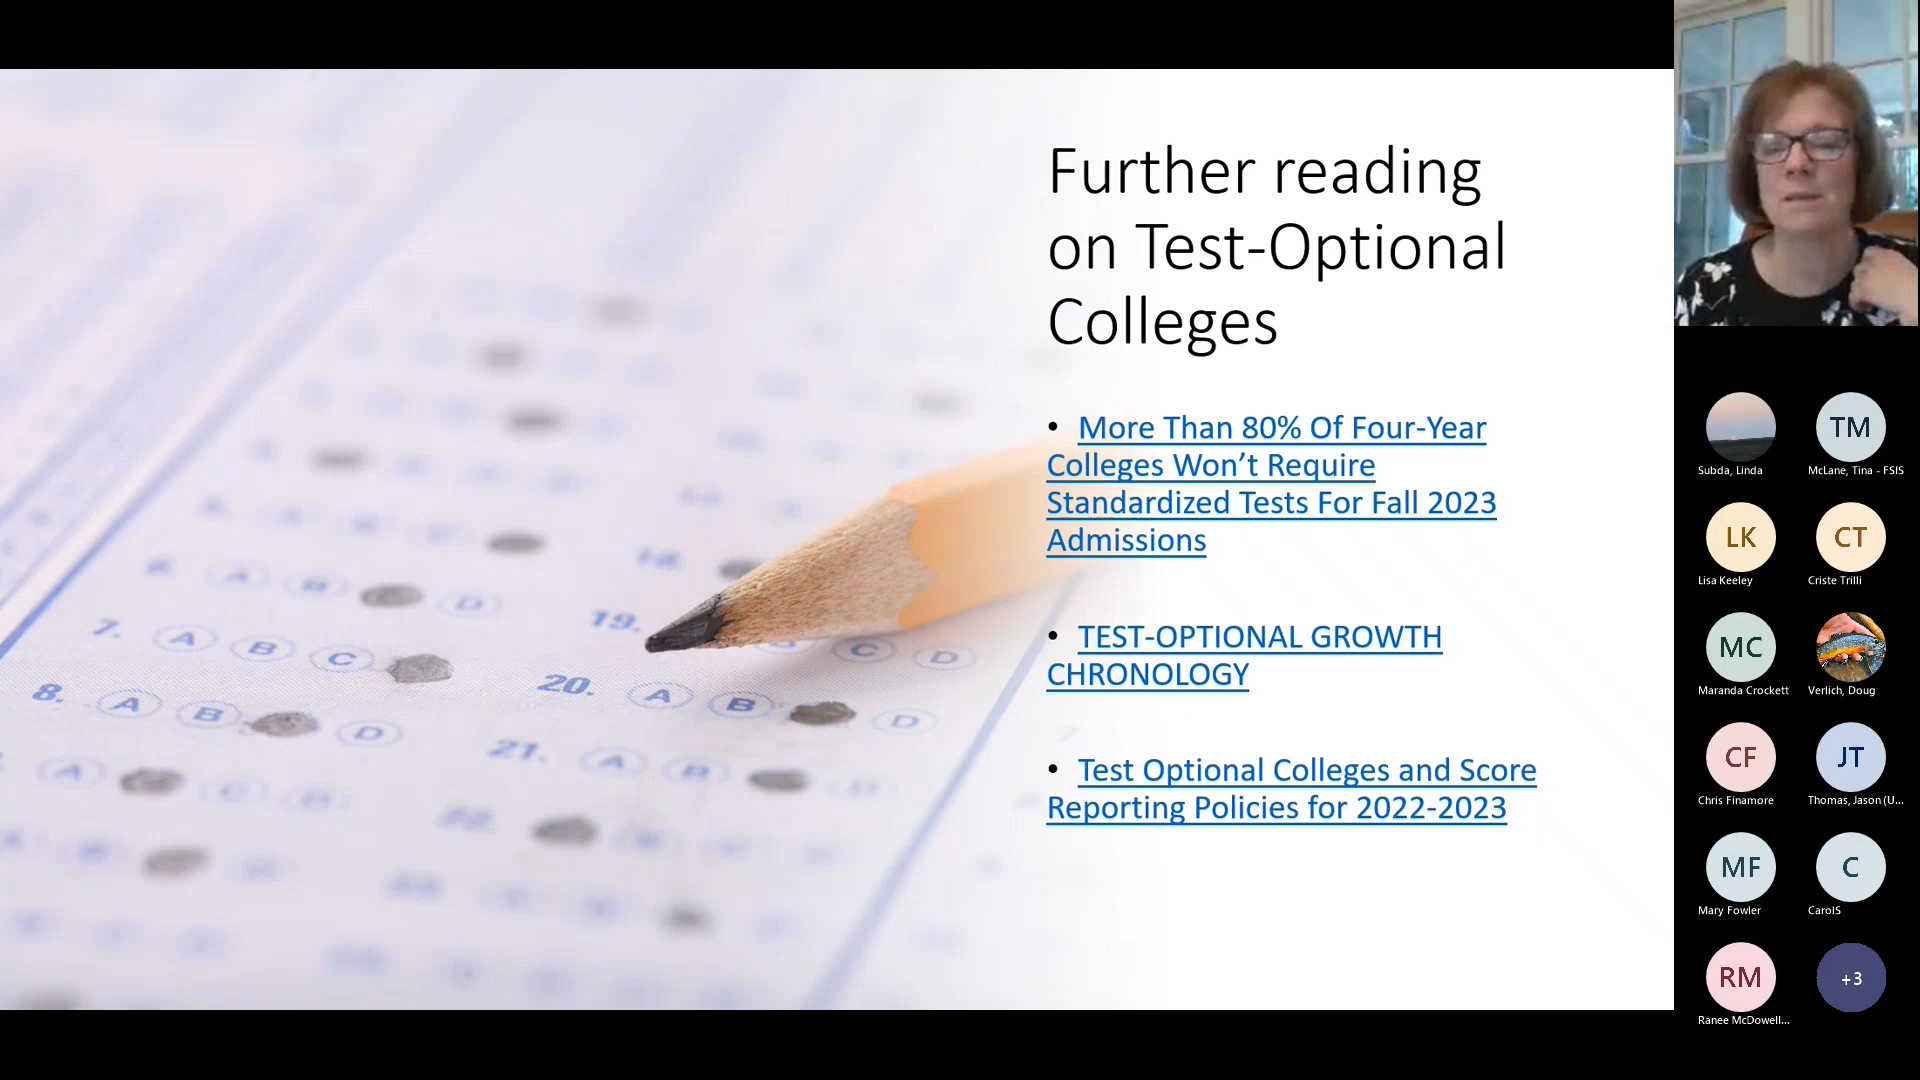 Further reading
on Test-Optional
Colleges
• More Than 80% Of Four-Year
Colleges Won’t Require
Standardized Tests For Fall 2023
Admissions
• TEST-OPTIONAL GROWTH
CHRONOLOGY
• Test Optional Colleges and Score
Reporting Policies for 2022-2023
7. A B C
8. A B D
19. B C D
20. A B D
21. A B D
22.
Subda, Linda
TM
McLane, Tina - FSIS
LK
Lisa Keeley
CT
Criste Trilli
MC
Maranda Crockett
Verlich, Doug
CF
Chris Finamore
JT
Thomas, Jason (U...
MF
Mary Fowler
C
CarolS
RM
Ranee McDowell...
+3